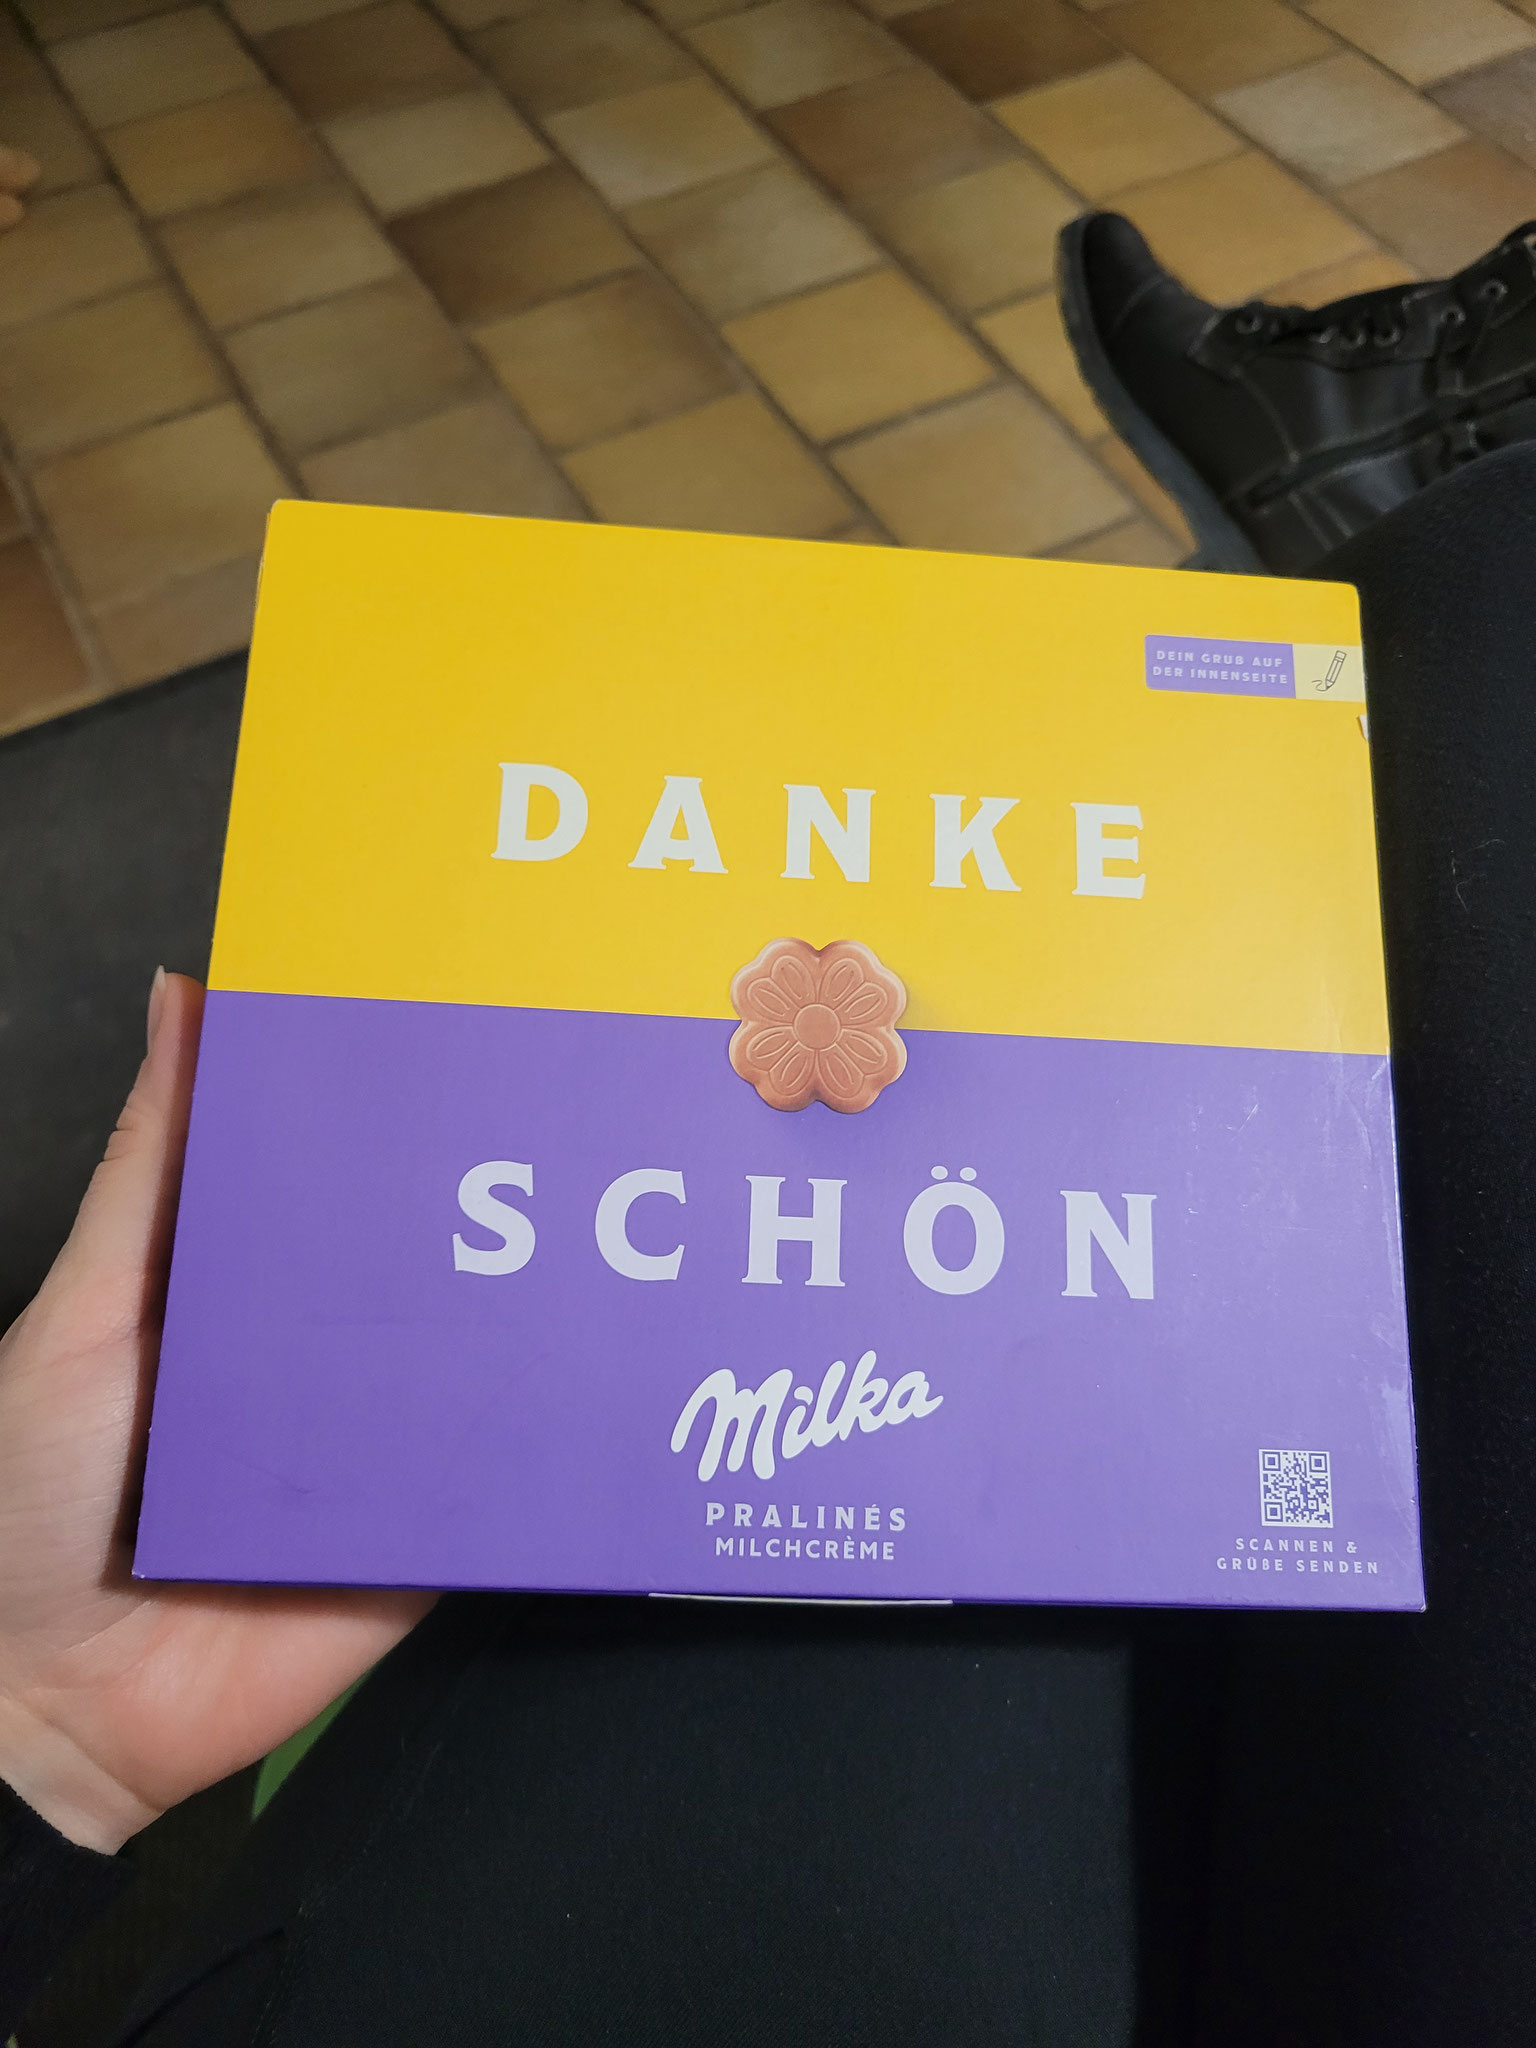 DEIN GRUẞ AUF
DER INNENSEITE
DANKE
SCHÖN
Milka
PRALINÉS
MILCHCRÈME
SCANNEN &
GRÜẞE SENDEN